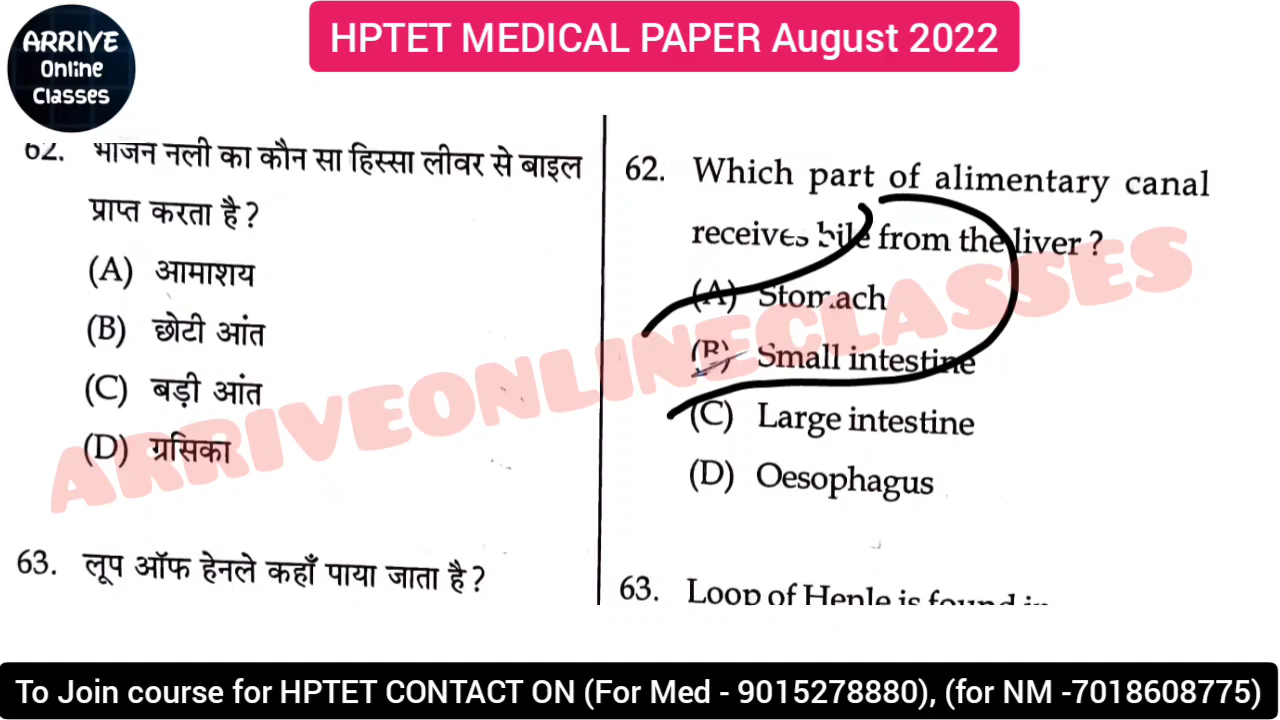 ARRIVE
Online
Classes
HPTET MEDICAL PAPER August 2022
62. भोजन नली का कौन सा हिस्सा लीवर से बाइल
प्राप्त करता है?
(A) आमाशय
(B) छोटी आंत
(C) बड़ी आंत
(D) ग्रसिका
63. लूप ऑफ हेनले कहाँ पाया जाता है?
62. Which part of alimentary canal
receives bile from the liver?
(A) Stomach
(B) Small intestine
(C) Large intestine
(D) Oesophagus
63. Loop of Henle is found in
ARRIVEONLINECLASSES
To Join course for HPTET CONTACT ON (For Med - 9015278880), (for NM -7018608775)